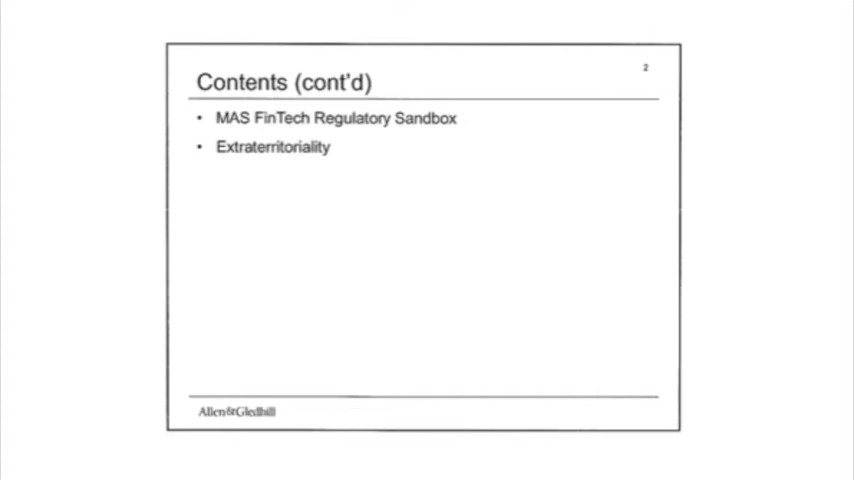 2
Contents (cont'd)
• MAS FinTech Regulatory Sandbox
• Extraterritoriality
Allen&Gledhill